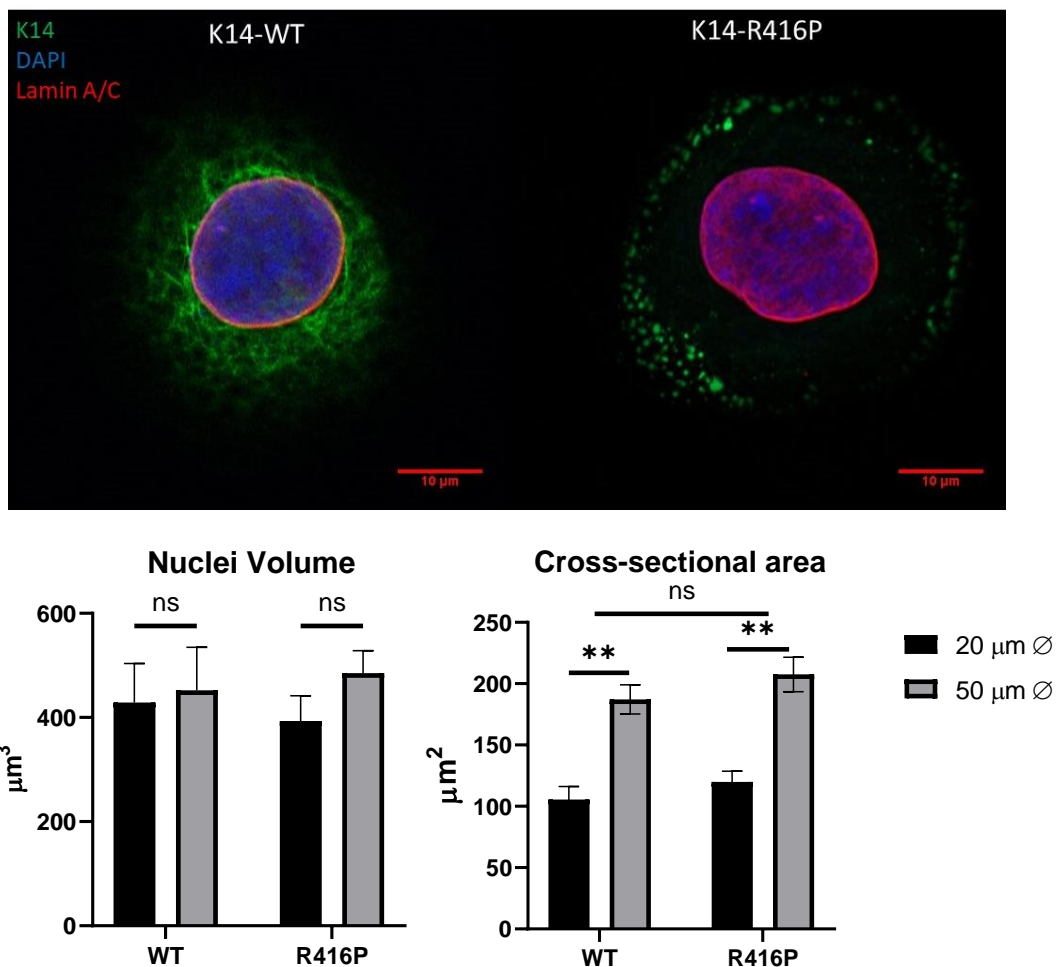 K14
DAPI
Lamin A/C
K14-WT
K14-R416P
10 µm
10 µm
Nuclei Volume
ns
ns
600
400
200
0
µm³
WT
R416P
Cross-sectional area
ns
**
**
250
200
150
100
50
0
µm²
WT
R416P
20 µm ∅
50 µm ∅